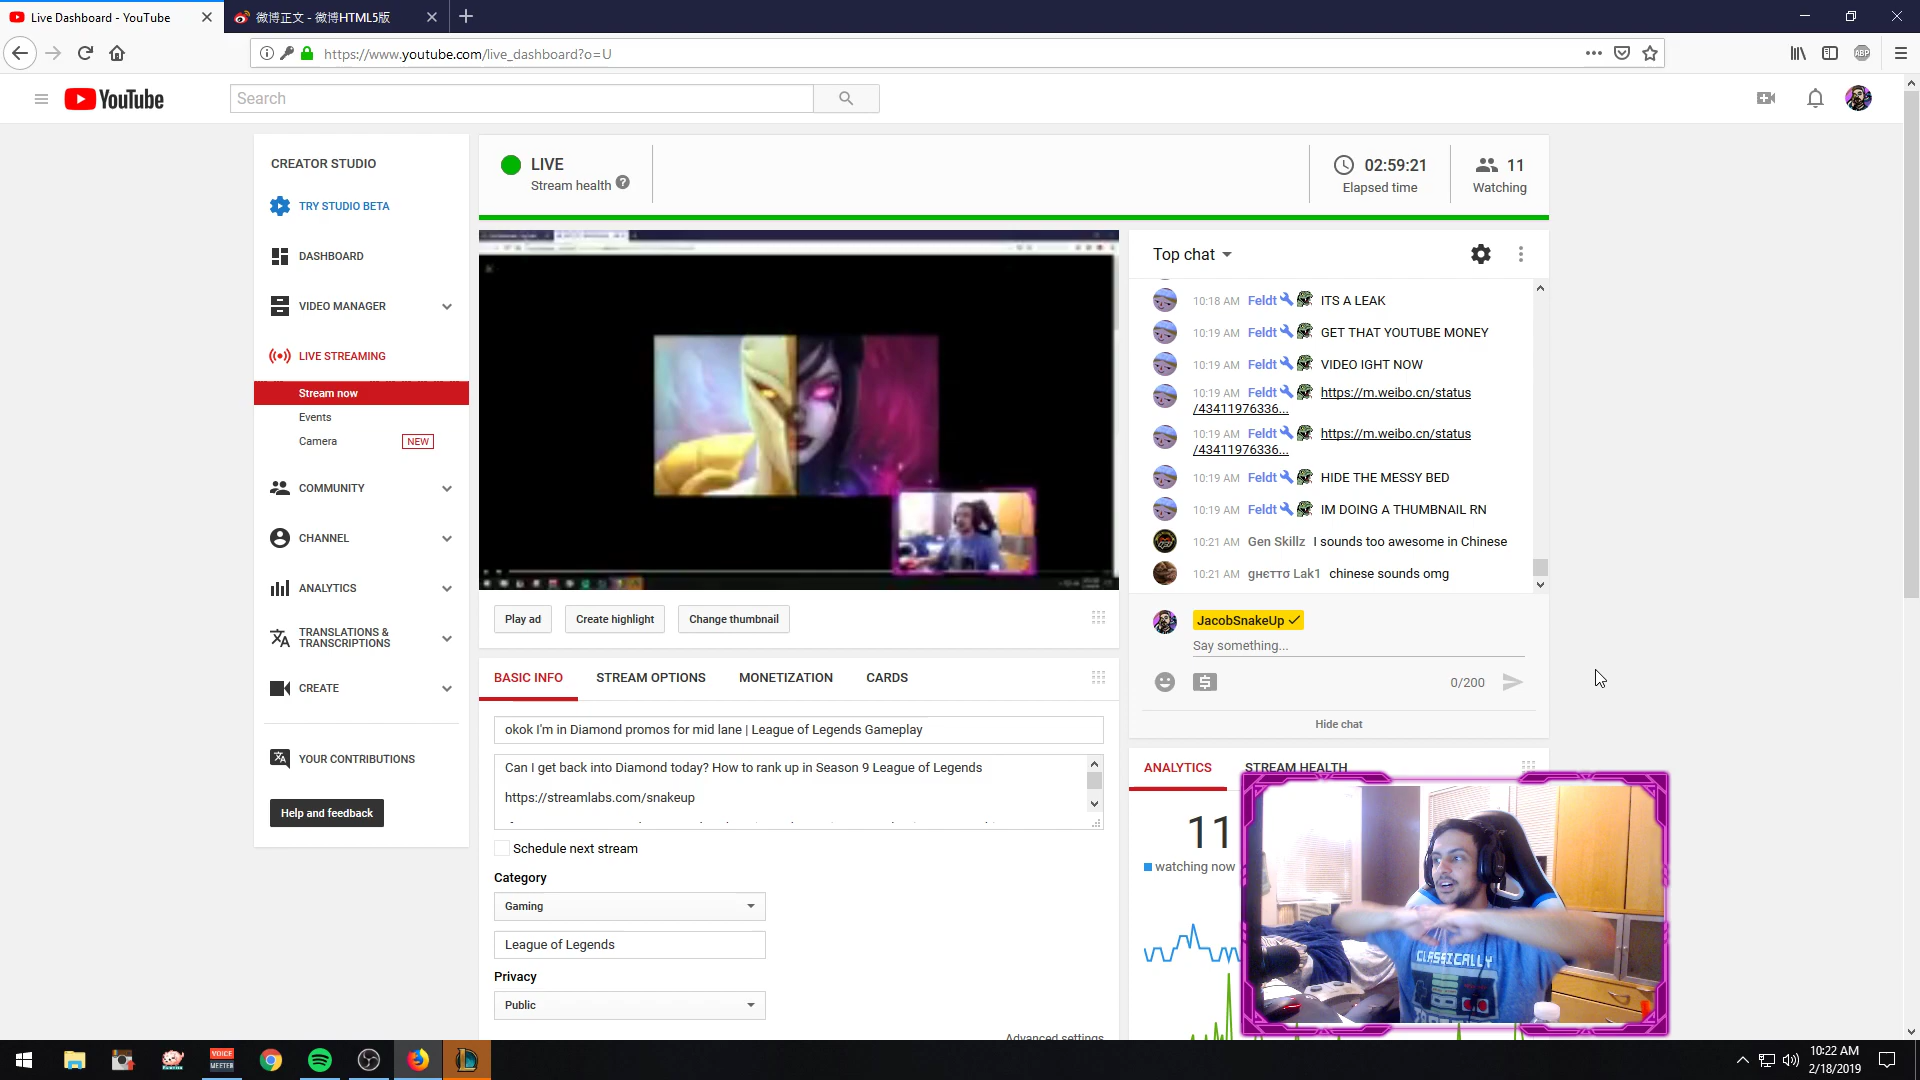 Live Dashboard - YouTube
微博正文 - 微博HTML5版
https://www.youtube.com/live_dashboard?o=U
ABP
YouTube
Search
CREATOR STUDIO
TRY STUDIO BETA
DASHBOARD
VIDEO MANAGER
LIVE STREAMING
Stream now
Events
Camera NEW
COMMUNITY
CHANNEL
ANALYTICS
TRANSLATIONS &
TRANSCRIPTIONS
CREATE
YOUR CONTRIBUTIONS
Help and feedback
LIVE
Stream health
02:59:21
Elapsed time
11
Watching
Play ad
Create highlight
Change thumbnail
BASIC INFO
STREAM OPTIONS
MONETIZATION
CARDS
okok I'm in Diamond promos for mid lane | League of Legends Gameplay
Can I get back into Diamond today? How to rank up in Season 9 League of Legends
https://streamlabs.com/snakeup
Schedule next stream
Category
Gaming
League of Legends
Privacy
Public
Advanced settings
Top chat
10:18 AM Feldt ITS A LEAK
10:19 AM Feldt GET THAT YOUTUBE MONEY
10:19 AM Feldt VIDEO IGHT NOW
10:19 AM Feldt https://m.weibo.cn/status
/43411976336...
10:19 AM Feldt https://m.weibo.cn/status
/43411976336...
10:19 AM Feldt HIDE THE MESSY BED
10:19 AM Feldt IM DOING A THUMBNAIL RN
10:21 AM Gen Skillz I sounds too awesome in Chinese
10:21 AM gнєттσ Lak1 chinese sounds omg
JacobSnakeUp
Say something...
0/200
Hide chat
ANALYTICS
STREAM HEALTH
11
watching now
CLASSICALLY
VOICE
MEETER
10:22 AM
2/18/2019